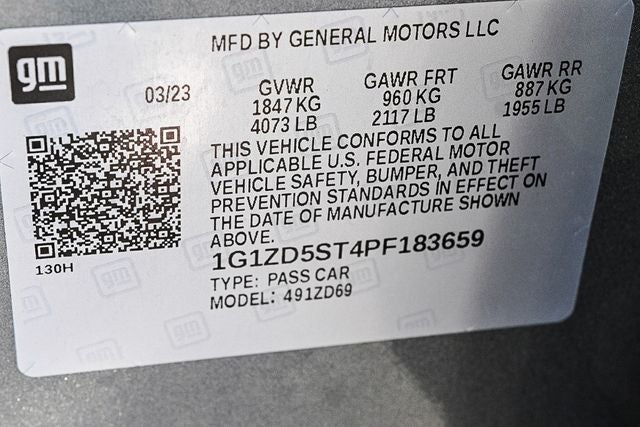 gm
MFD BY GENERAL MOTORS LLC
03/23
GVWR
1847 KG
4073 LB
GAWR FRT
960 KG
2117 LB
GAWR RR
887 KG
1955 LB
THIS VEHICLE CONFORMS TO ALL
APPLICABLE U.S. FEDERAL MOTOR
VEHICLE SAFETY, BUMPER, AND THEFT
PREVENTION STANDARDS IN EFFECT ON
THE DATE OF MANUFACTURE SHOWN
ABOVE.
130H
1G1ZD5ST4PF183659
TYPE: PASS CAR
MODEL: 491ZD69